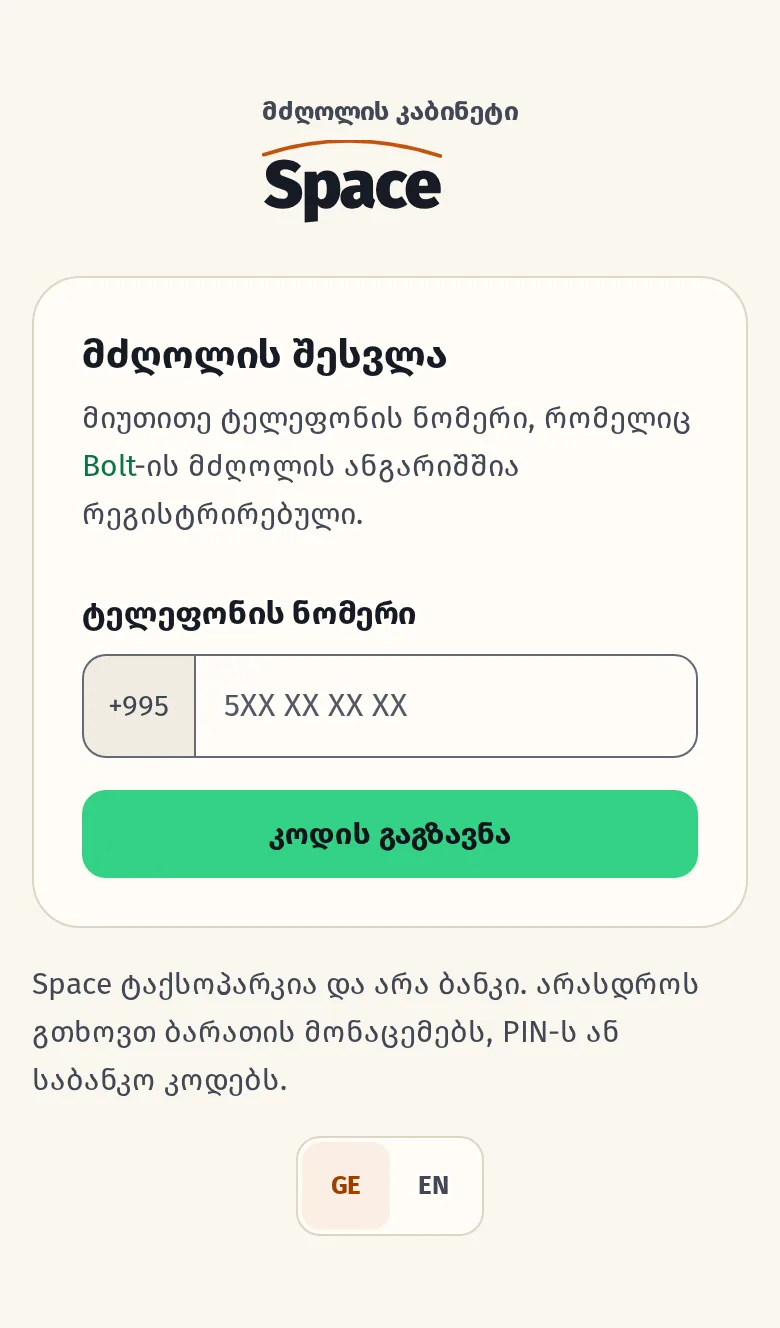 მძღოლის კაბინეტი
Space
მძღოლის შესვლა
მიუთითე ტელეფონის ნომერი, რომელიც
Bolt-ის მძღოლის ანგარიშშია
რეგისტრირებული.
ტელეფონის ნომერი
+995
5XX XX XX XX
კოდის გაგზავნა
Space ტაქსოპარკია და არა ბანკი. არასდროს
გთხოვთ ბარათის მონაცემებს, PIN-ს ან
საბანკო კოდებს.
GE
EN